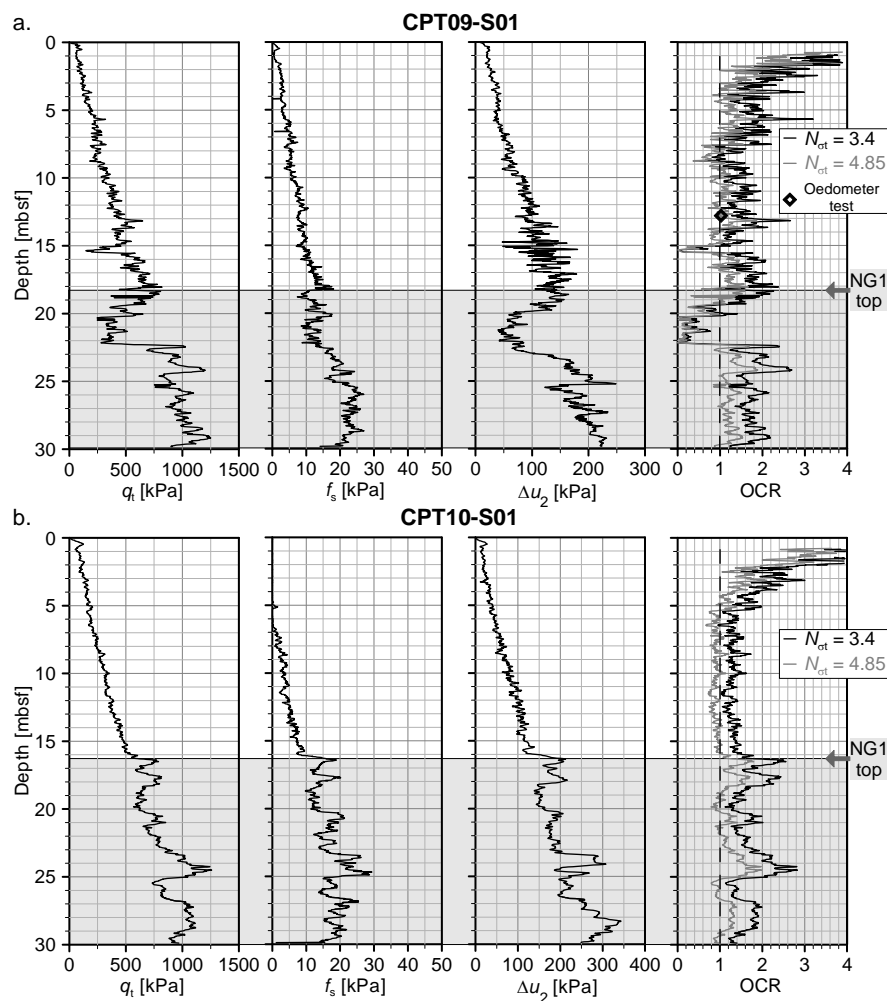 a.
CPT09-S01
0
5
10
15
20
25
30
Depth [mbsf]
0 500 1000 1500
qt [kPa]
0 10 20 30 40 50
fs [kPa]
0 100 200 300
Δu2 [kPa]
0 1 2 3 4
OCR
Nσt = 3.4
Nσt = 4.85
Oedometer
test
NG1
top
b.
CPT10-S01
0
5
10
15
20
25
30
Depth [mbsf]
0 500 1000 1500
qt [kPa]
0 10 20 30 40 50
fs [kPa]
0 100 200 300 400
Δu2 [kPa]
0 1 2 3 4
OCR
Nσt = 3.4
Nσt = 4.85
NG1
top